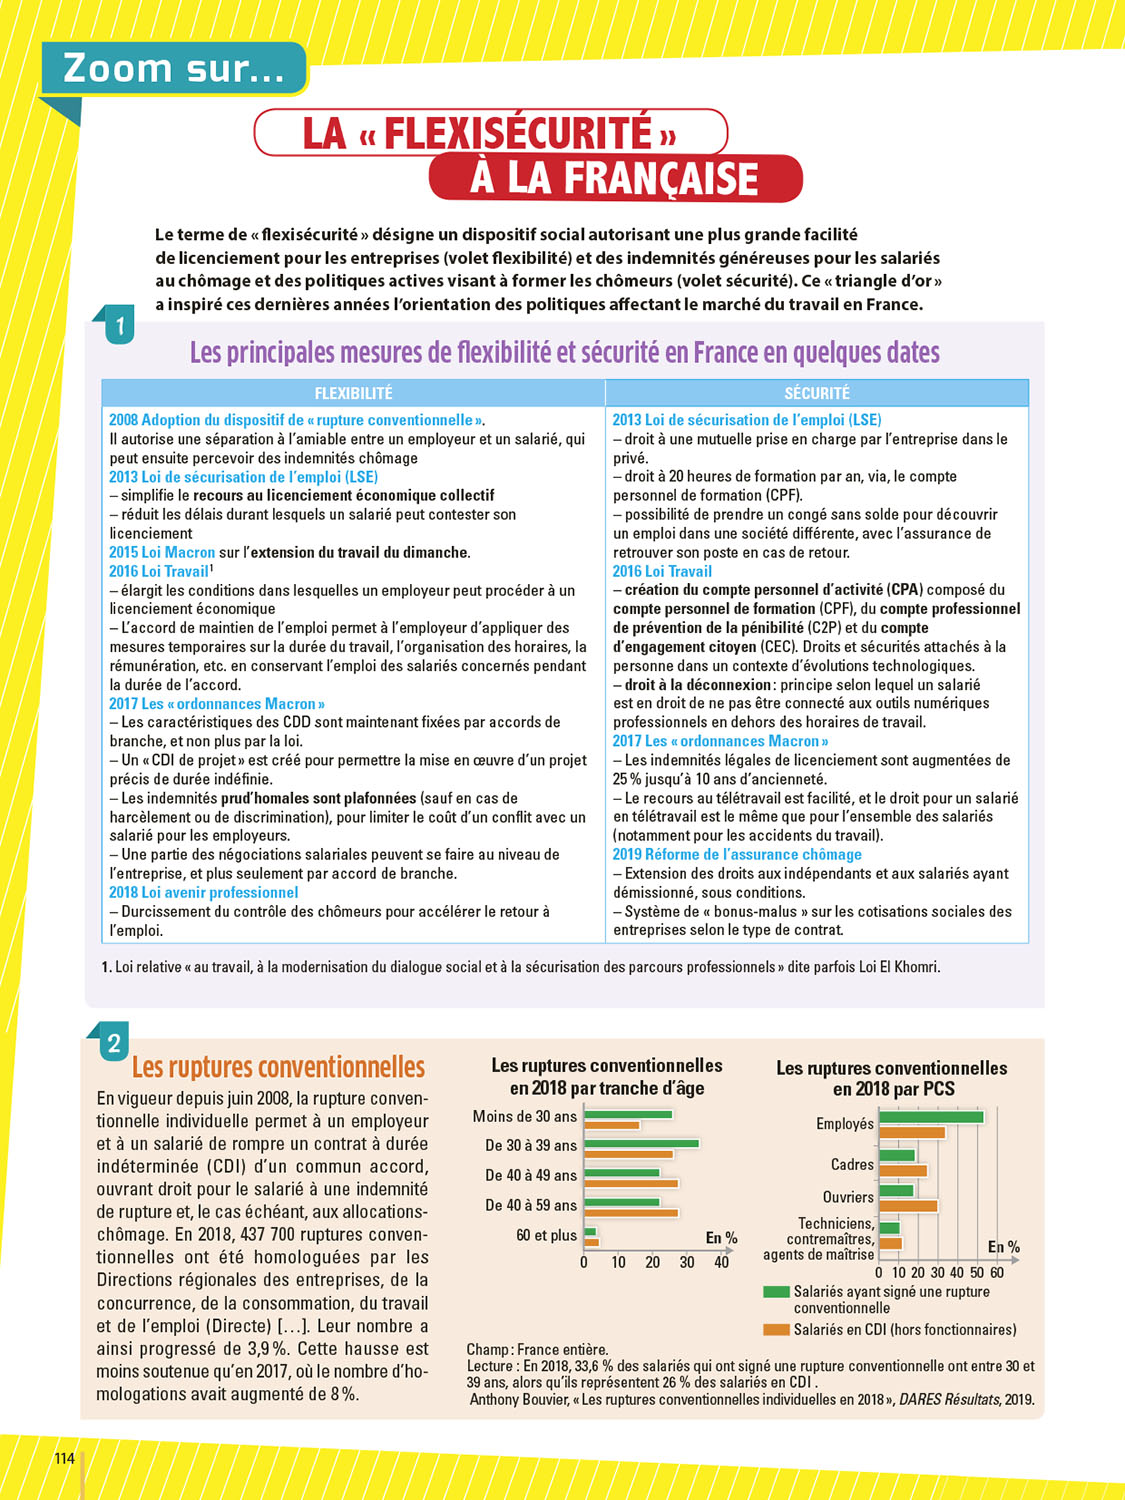 Zoom sur...
LA « FLEXISÉCURITÉ »
À LA FRANÇAISE
Le terme de « flexisécurité » désigne un dispositif social autorisant une plus grande facilité
de licenciement pour les entreprises (volet flexibilité) et des indemnités généreuses pour les salariés
au chômage et des politiques actives visant à former les chômeurs (volet sécurité). Ce « triangle d'or »
a inspiré ces dernières années l'orientation des politiques affectant le marché du travail en France.
1
Les principales mesures de flexibilité et sécurité en France en quelques dates
FLEXIBILITÉ
2008 Adoption du dispositif de « rupture conventionnelle ».
Il autorise une séparation à l'amiable entre un employeur et un salarié, qui
peut ensuite percevoir des indemnités chômage
2013 Loi de sécurisation de l'emploi (LSE)
– simplifie le recours au licenciement économique collectif
– réduit les délais durant lesquels un salarié peut contester son
licenciement
2015 Loi Macron sur l'extension du travail du dimanche.
2016 Loi Travail¹
– élargit les conditions dans lesquelles un employeur peut procéder à un
licenciement économique
– L'accord de maintien de l'emploi permet à l'employeur d'appliquer des
mesures temporaires sur la durée du travail, l'organisation des horaires, la
rémunération, etc. en conservant l'emploi des salariés concernés pendant
la durée de l'accord.
2017 Les « ordonnances Macron »
– Les caractéristiques des CDD sont maintenant fixées par accords de
branche, et non plus par la loi.
– Un « CDI de projet » est créé pour permettre la mise en œuvre d'un projet
précis de durée indéfinie.
– Les indemnités prud'homales sont plafonnées (sauf en cas de
harcèlement ou de discrimination), pour limiter le coût d'un conflit avec un
salarié pour les employeurs.
– Une partie des négociations salariales peuvent se faire au niveau de
l'entreprise, et plus seulement par accord de branche.
2018 Loi avenir professionnel
– Durcissement du contrôle des chômeurs pour accélérer le retour à
l'emploi.
SÉCURITÉ
2013 Loi de sécurisation de l'emploi (LSE)
– droit à une mutuelle prise en charge par l'entreprise dans le
privé.
– droit à 20 heures de formation par an, via, le compte
personnel de formation (CPF).
– possibilité de prendre un congé sans solde pour découvrir
un emploi dans une société différente, avec l'assurance de
retrouver son poste en cas de retour.
2016 Loi Travail
– création du compte personnel d'activité (CPA) composé du
compte personnel de formation (CPF), du compte professionnel
de prévention de la pénibilité (C2P) et du compte
d'engagement citoyen (CEC). Droits et sécurités attachés à la
personne dans un contexte d'évolutions technologiques.
– droit à la déconnexion : principe selon lequel un salarié
est en droit de ne pas être connecté aux outils numériques
professionnels en dehors des horaires de travail.
2017 Les « ordonnances Macron »
– Les indemnités légales de licenciement sont augmentées de
25 % jusqu'à 10 ans d'ancienneté.
– Le recours au télétravail est facilité, et le droit pour un salarié
en télétravail est le même que pour l'ensemble des salariés
(notamment pour les accidents du travail).
2019 Réforme de l'assurance chômage
– Extension des droits aux indépendants et aux salariés ayant
démissionné, sous conditions.
– Système de « bonus-malus » sur les cotisations sociales des
entreprises selon le type de contrat.
1. Loi relative « au travail, à la modernisation du dialogue social et à la sécurisation des parcours professionnels » dite parfois Loi El Khomri.
2
Les ruptures conventionnelles
En vigueur depuis juin 2008, la rupture conven-
tionnelle individuelle permet à un employeur
et à un salarié de rompre un contrat à durée
indéterminée (CDI) d'un commun accord,
ouvrant droit pour le salarié à une indemnité
de rupture et, le cas échéant, aux allocations-
chômage. En 2018, 437 700 ruptures conven-
tionnelles ont été homologuées par les
Directions régionales des entreprises, de la
concurrence, de la consommation, du travail
et de l'emploi (Directe) [...]. Leur nombre a
ainsi progressé de 3,9 %. Cette hausse est
moins soutenue qu'en 2017, où le nombre d'ho-
mologations avait augmenté de 8 %.
Les ruptures conventionnelles
en 2018 par tranche d'âge
Moins de 30 ans
De 30 à 39 ans
De 40 à 49 ans
De 40 à 59 ans
60 et plus
En %
0 10 20 30 40
Les ruptures conventionnelles
en 2018 par PCS
Employés
Cadres
Ouvriers
Techniciens,
contremaîtres,
agents de maîtrise
En %
0 10 20 30 40 50 60
Salariés ayant signé une rupture
conventionnelle
Salariés en CDI (hors fonctionnaires)
Champ : France entière.
Lecture : En 2018, 33,6 % des salariés qui ont signé une rupture conventionnelle ont entre 30 et
39 ans, alors qu'ils représentent 26 % des salariés en CDI .
Anthony Bouvier, « Les ruptures conventionnelles individuelles en 2018 », DARES Résultats, 2019.
114